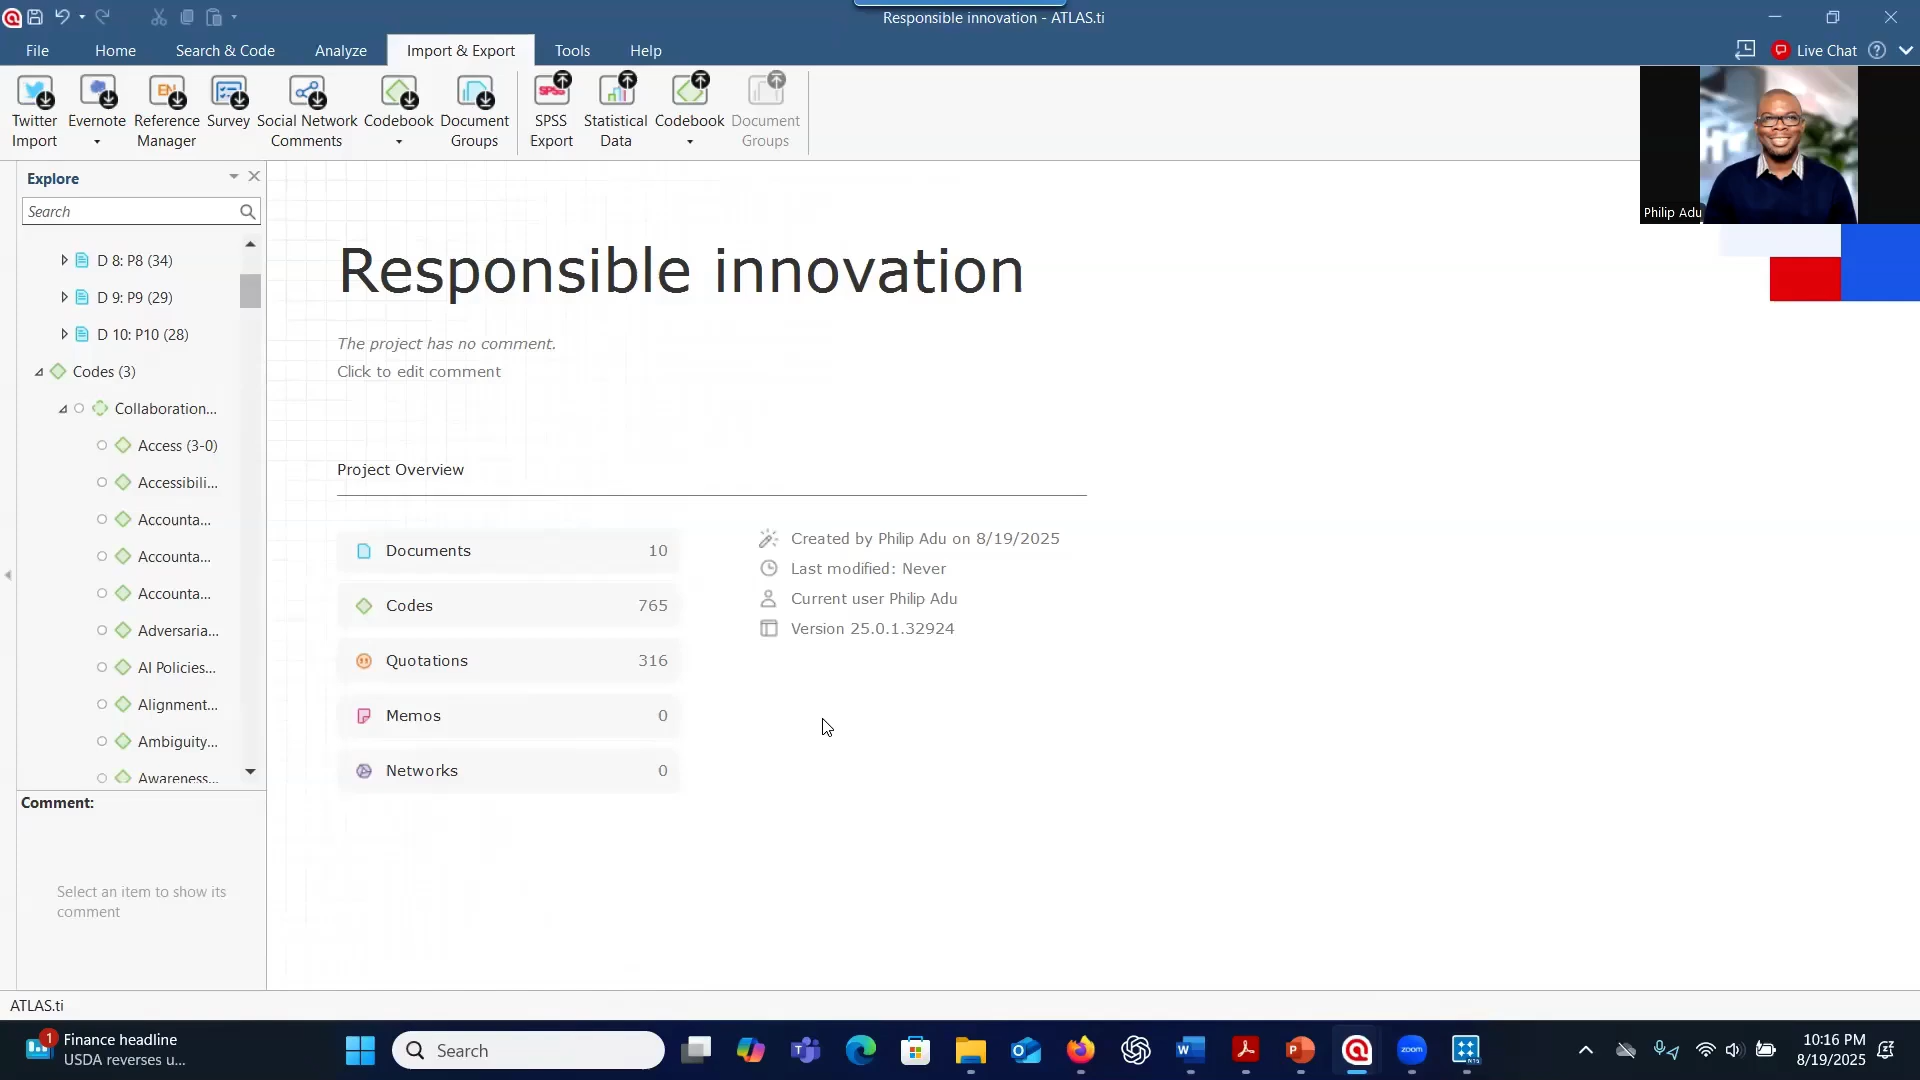 Responsible innovation - ATLAS.ti
File
Home
Search & Code
Analyze
Import & Export
Tools
Help
Live Chat
Twitter
Import
Evernote
EN
Reference
Manager
Survey
Social Network
Comments
Codebook
Document
Groups
SPSS
SPSS
Export
Statistical
Data
Codebook
Document
Groups
Philip Adu
Explore
Search
D 8: P8 (34)
D 9: P9 (29)
D 10: P10 (28)
Codes (3)
Collaboration...
Access (3-0)
Accessibili...
Accounta...
Accounta...
Accounta...
Adversaria...
AI Policies...
Alignment...
Ambiguity...
Awareness...
Comment:
Select an item to show its
comment
Responsible innovation
The project has no comment.
Click to edit comment
Project Overview
Documents 10
Codes 765
Quotations 316
Memos 0
Networks 0
Created by Philip Adu on 8/19/2025
Last modified: Never
Current user Philip Adu
Version 25.0.1.32924
ATLAS.ti
1
Finance headline
USDA reverses u...
Search
zoom
10:16 PM
8/19/2025